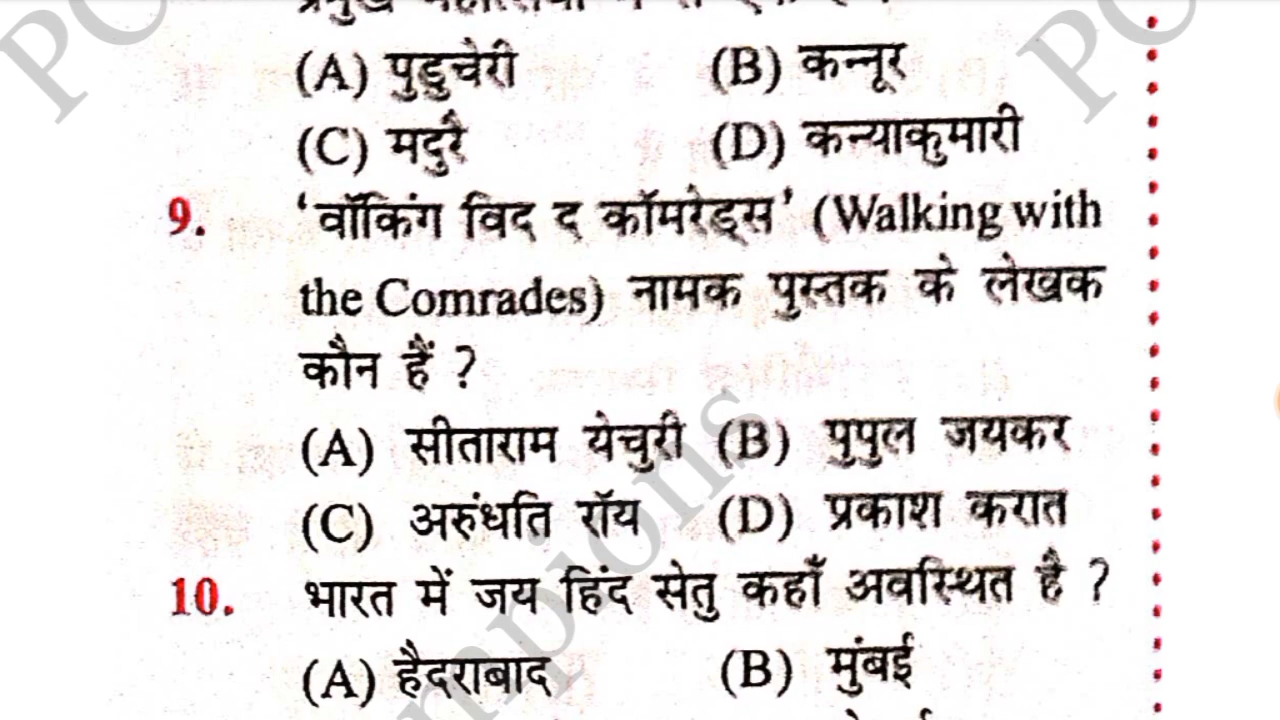 (A) पुडुचेरी (B) कन्नूर
(C) मदुरै (D) कन्याकुमारी
9. ‘वॉकिंग विद द कॉमरेड्स’ (Walking with
the Comrades) नामक पुस्तक के लेखक
कौन हैं ?
(A) सीताराम येचुरी (B) पुपुल जयकर
(C) अरुंधति रॉय (D) प्रकाश करात
10. भारत में जय हिंद सेतु कहाँ अवस्थित है ?
(A) हैदराबाद (B) मुंबई